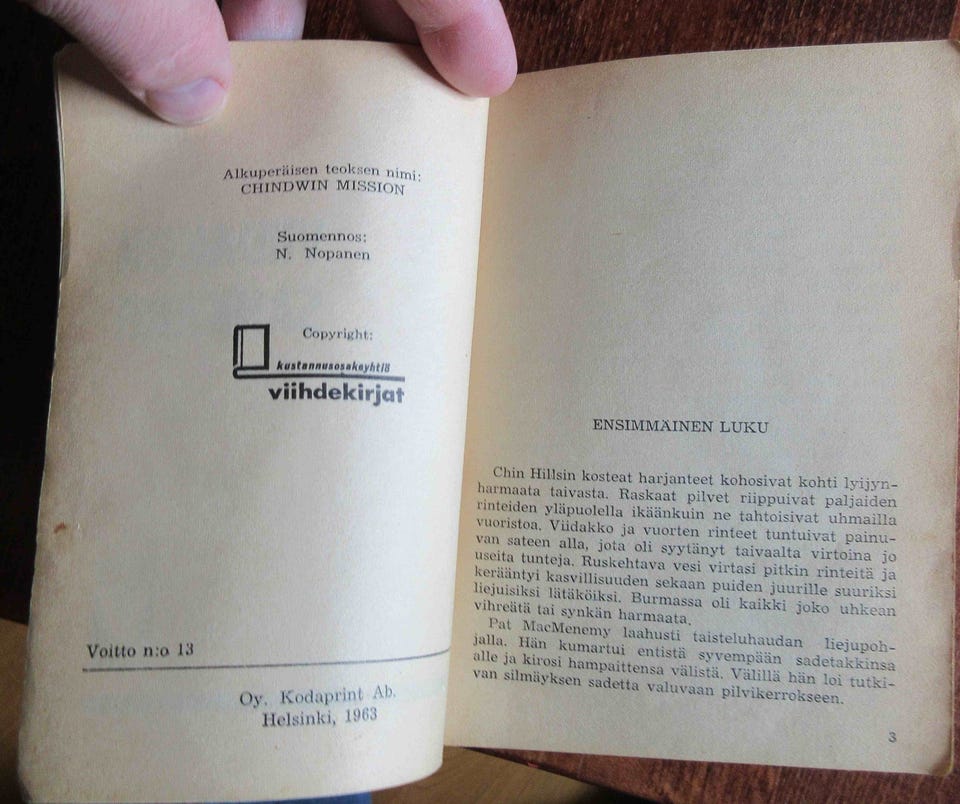 Alkuperäisen teoksen nimi:
CHINDWIN MISSION
Suomennos:
N. Nopanen
Copyright:
kustannusosakeyhtiö
viihdekirjat
Voitto n:o 13
Oy. Kodaprint Ab.
Helsinki, 1963
ENSIMMÄINEN LUKU
Chin Hillsin kosteat harjanteet kohosivat kohti lyijyn-
harmaata taivasta. Raskaat pilvet riippuivat paljaiden
rinteiden yläpuolella ikäänkuin ne tahtoisivat uhmailla
vuoristoa. Viidakko ja vuorten rinteet tuntuivat painu-
van sateen alla, jota oli syytänyt taivaalta virtoina jo
useita tunteja. Ruskehtava vesi virtasi pitkin rinteitä ja
kerääntyi kasvillisuuden sekaan puiden juurille suuriksi
liejuisiksi lätäköiksi. Burmassa oli kaikki joko uhkean
vihreätä tai synkän harmaata.
Pat MacMenemy laahusti taisteluhaudan liejupoh-
jalla. Hän kumartui entistä syvempään sadetakkinsa
alle ja kirosi hampaittensa välistä. Välillä hän loi tutki-
van silmäyksen sadetta valuvaan pilvikerrokseen.
3